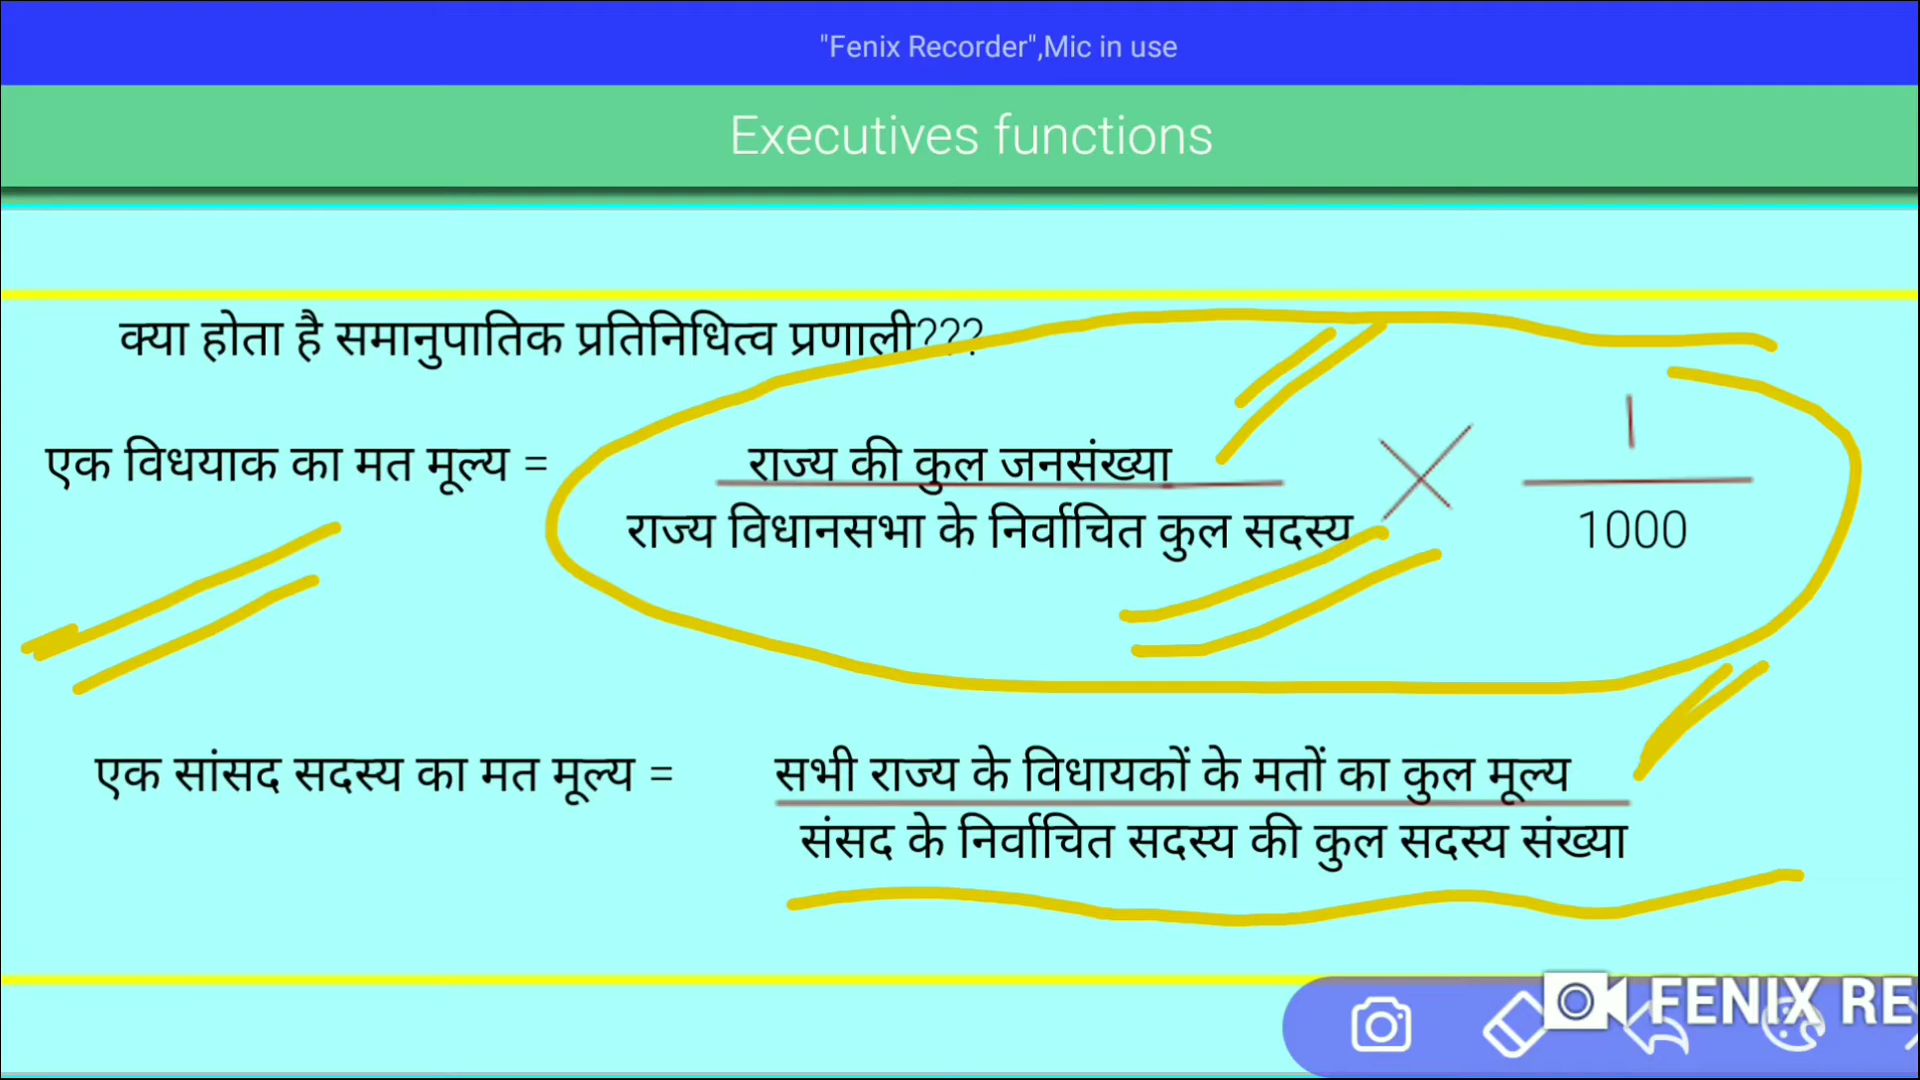 "Fenix Recorder",Mic in use
Executives functions
क्या होता है समानुपातिक प्रतिनिधित्व प्रणाली???
एक विधयाक का मत मूल्य = राज्य की कुल जनसंख्या × 1
राज्य विधानसभा के निर्वाचित कुल सदस्य 1000
एक सांसद सदस्य का मत मूल्य = सभी राज्य के विधायकों के मतों का कुल मूल्य
संसद के निर्वाचित सदस्य की कुल सदस्य संख्या
FENIX RE